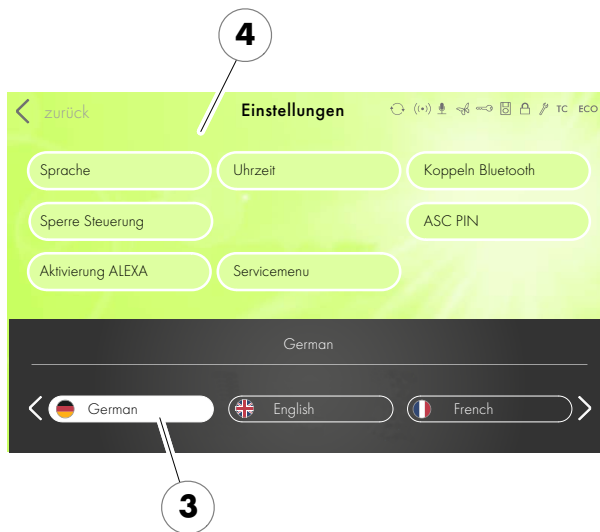 4
zurück
Einstellungen
TC ECO
Sprache
Uhrzeit
Koppeln Bluetooth
Sperre Steuerung
ASC PIN
Aktivierung ALEXA
Servicemenu
German
German
English
French
3